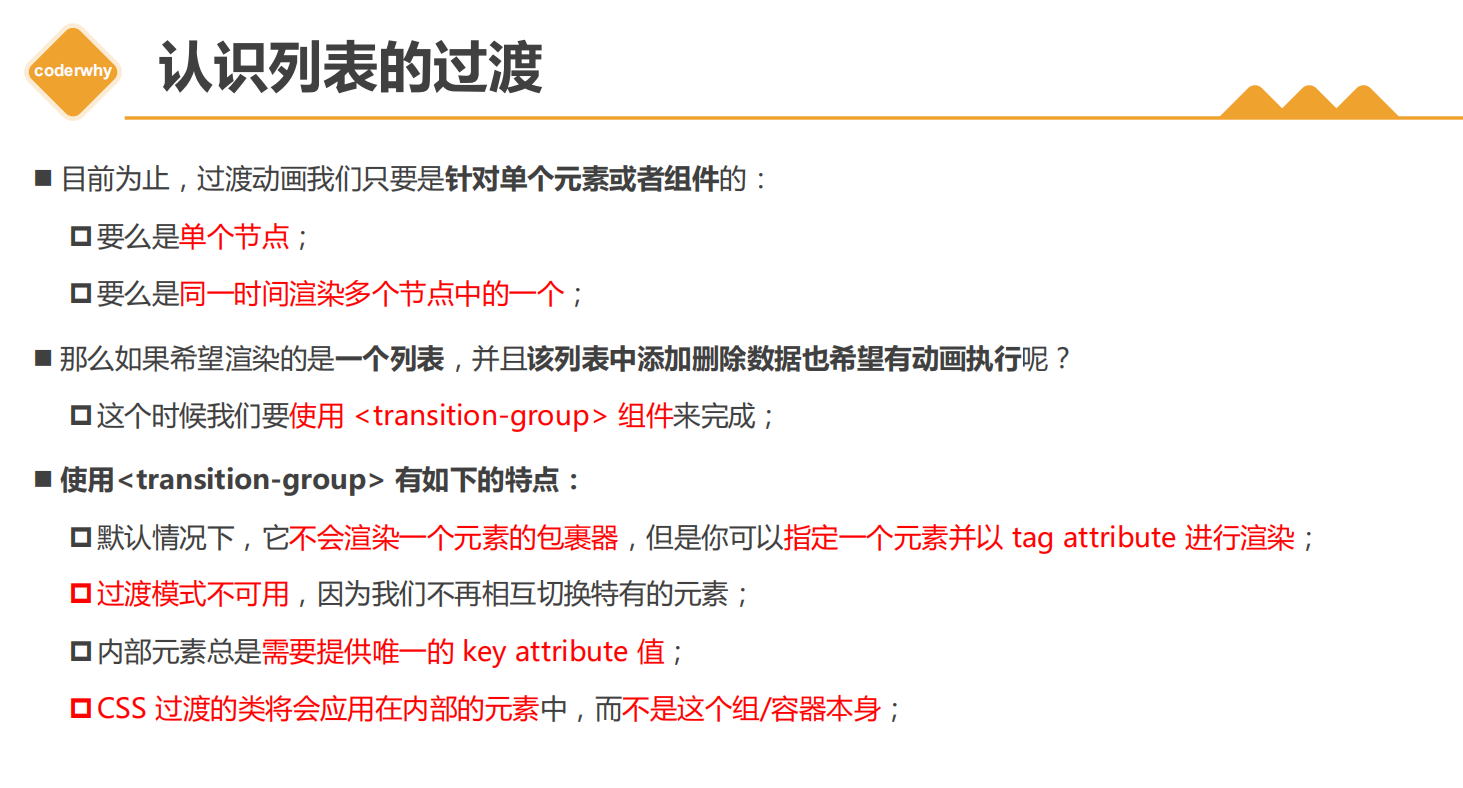 coderwhy
认识列表的过渡
目前为止，过渡动画我们只要是针对单个元素或者组件的：
要么是单个节点；
要么是同一时间渲染多个节点中的一个；
那么如果希望渲染的是一个列表，并且该列表中添加删除数据也希望有动画执行呢？
这个时候我们要使用 <transition-group> 组件来完成；
使用<transition-group> 有如下的特点：
默认情况下，它不会渲染一个元素的包裹器，但是你可以指定一个元素并以 tag attribute 进行渲染；
过渡模式不可用，因为我们不再相互切换特有的元素；
内部元素总是需要提供唯一的 key attribute 值；
CSS 过渡的类将会应用在内部的元素中，而不是这个组/容器本身；